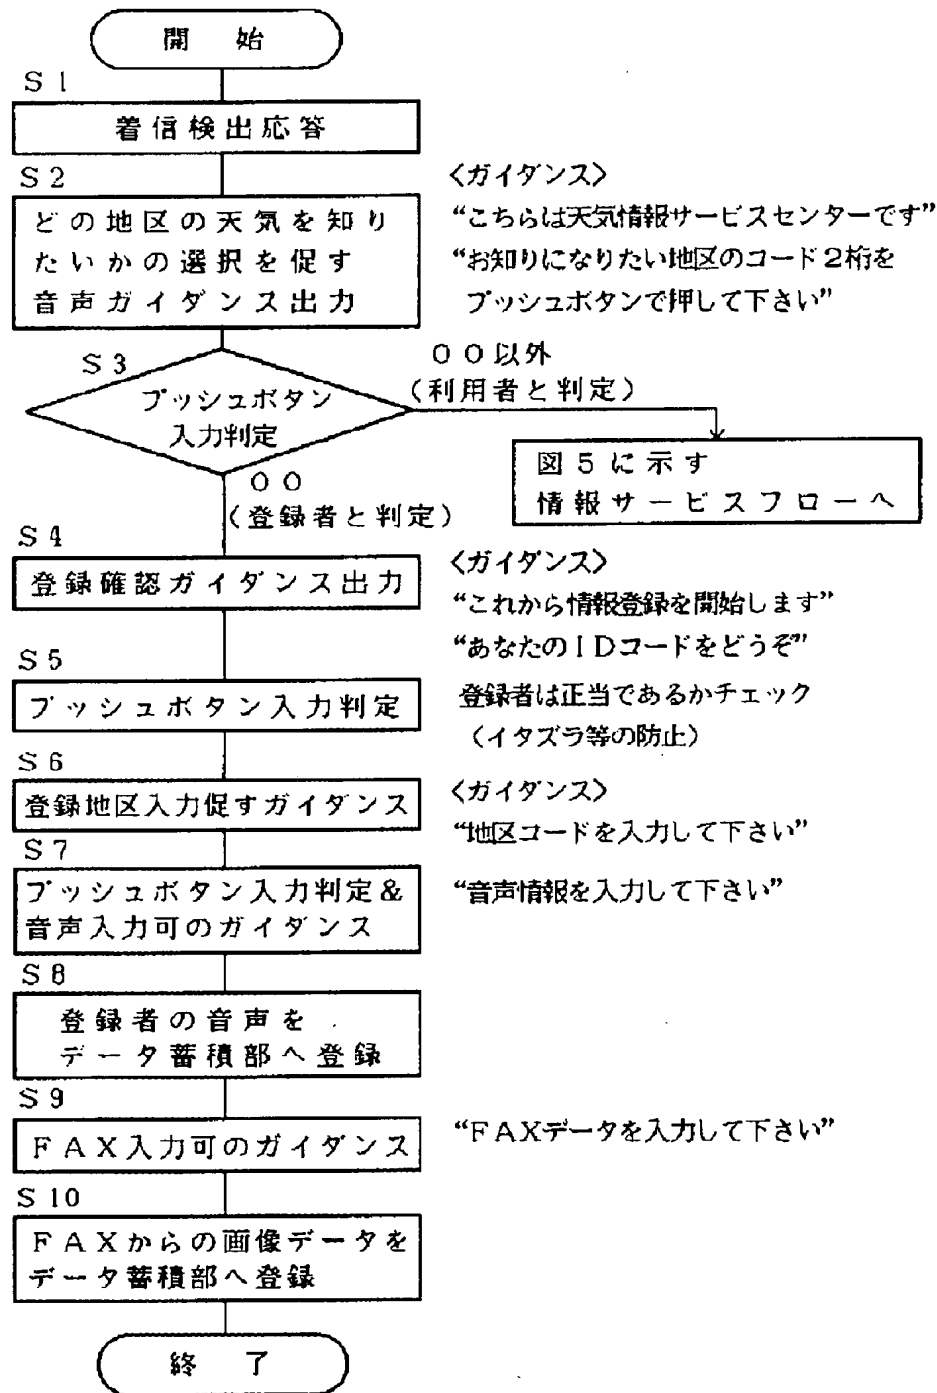 開 始
S1
着信検出応答
S2
どの地区の天気を知り
たいかの選択を促す
音声ガイダンス出力
〈ガイダンス〉
“こちらは天気情報サービスセンターです”
“お知りになりたい地区のコード2桁を
プッシュボタンで押して下さい”
S3
プッシュボタン
入力判定
００以外
(利用者と判定)
図5に示す
情報サービスフローへ
００
(登録者と判定)
S4
登録確認ガイダンス出力
〈ガイダンス〉
“これから情報登録を開始します”
“あなたのIDコードをどうぞ”
S5
プッシュボタン入力判定
登録者は正当であるかチェック
(イタズラ等の防止)
S6
登録地区入力促すガイダンス
〈ガイダンス〉
“地区コードを入力して下さい”
S7
プッシュボタン入力判定&
音声入力可のガイダンス
“音声情報を入力して下さい”
S8
登録者の音声を
データ蓄積部へ登録
S9
FAX入力可のガイダンス
“FAXデータを入力して下さい”
S10
FAXからの画像データを
データ蓄積部へ登録
終 了